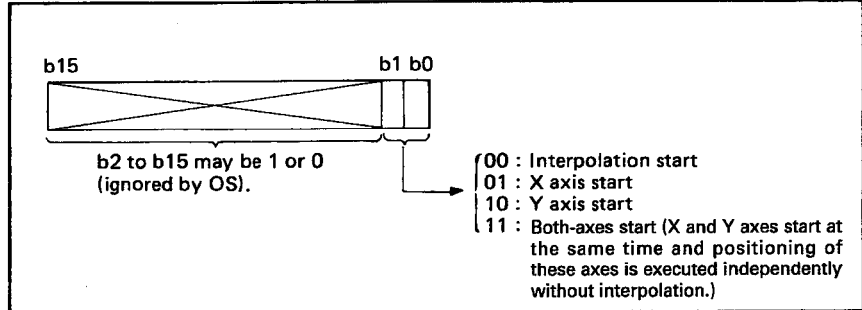 b15 b1 b0
b2 to b15 may be 1 or 0
(ignored by OS).
00 : Interpolation start
01 : X axis start
10 : Y axis start
11 : Both-axes start (X and Y axes start at
the same time and positioning of
these axes is executed independently
without interpolation.)